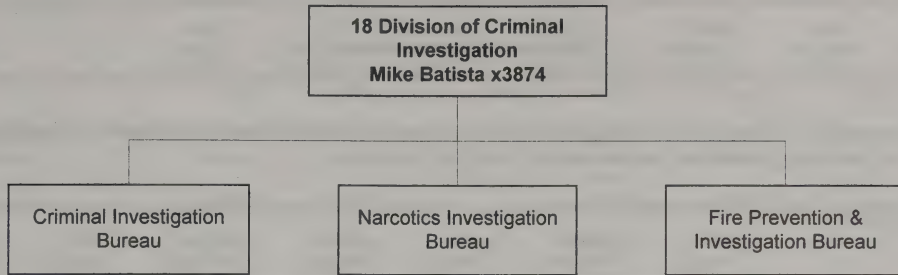 18 Division of Criminal
Investigation
Mike Batista x3874
Criminal Investigation
Bureau
Narcotics Investigation
Bureau
Fire Prevention &
Investigation Bureau